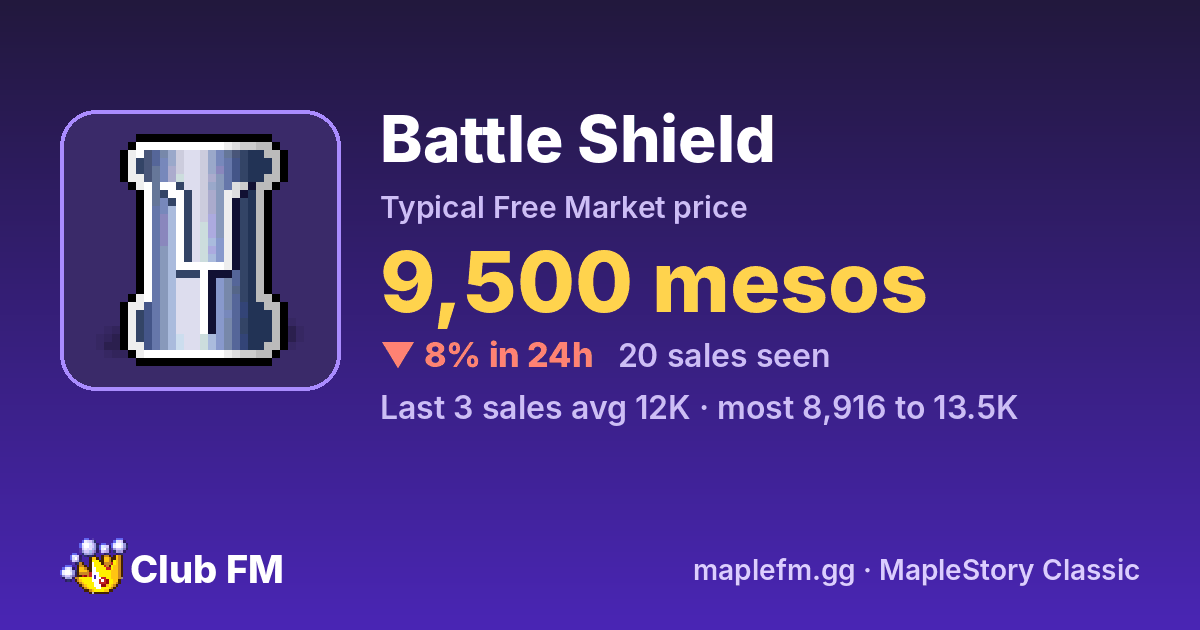 Battle Shield
Typical Free Market price
9,500 mesos
▼ 8% in 24h 20 sales seen
Last 3 sales avg 12K · most 8,916 to 13.5K
Club FM
maplefm.gg · MapleStory Classic